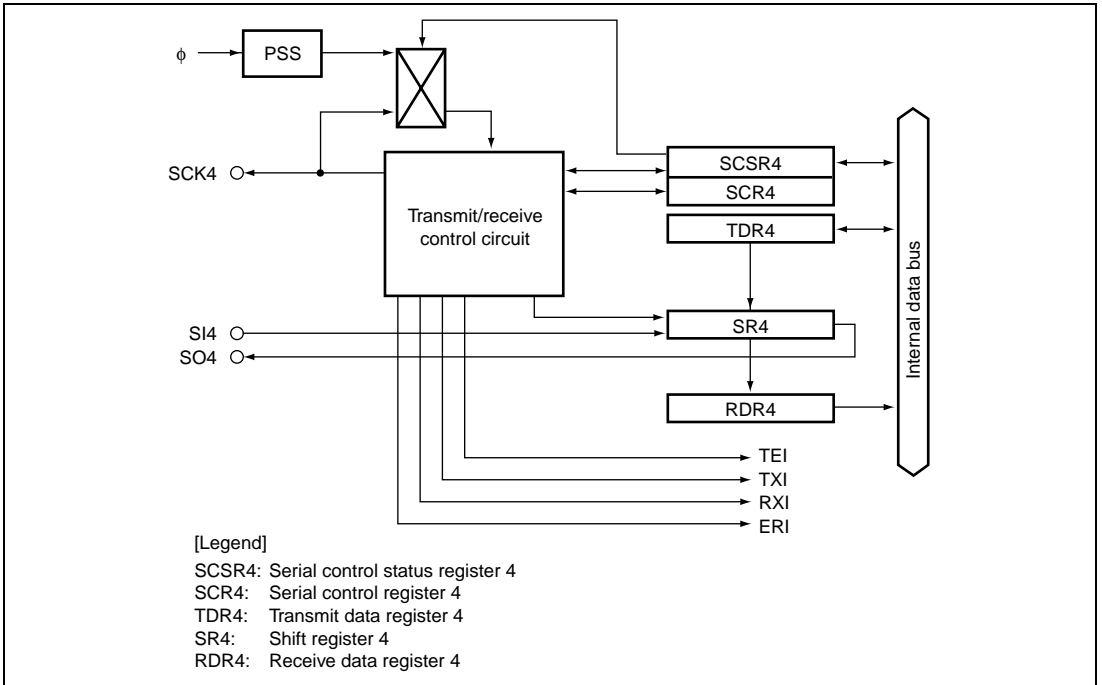 ϕ
PSS
SCK4
Transmit/receive
control circuit
SCSR4
SCR4
TDR4
SR4
RDR4
Internal data bus
SI4
SO4
TEI
TXI
RXI
ERI
[Legend]
SCSR4: Serial control status register 4
SCR4: Serial control register 4
TDR4: Transmit data register 4
SR4: Shift register 4
RDR4: Receive data register 4